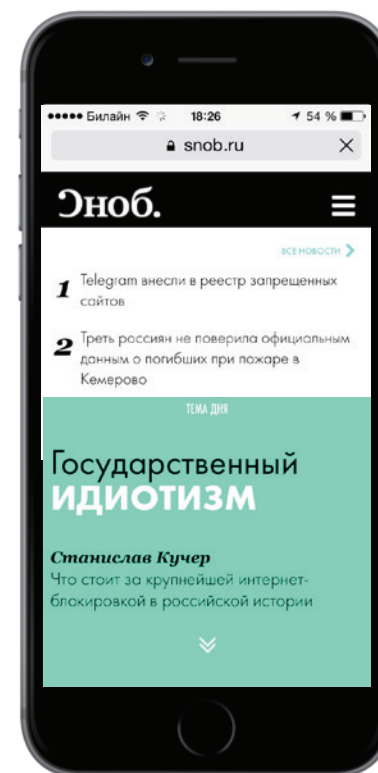 Билайн 18:26 54 %
snob.ru
Сноб.
ВСЕ НОВОСТИ
1 Telegram внесли в реестр запрещенных
сайтов
2 Треть россиян не поверила официальным
данным о погибших при пожаре в
Кемерово
ТЕМА ДНЯ
Государственный
ИДИОТИЗМ
Станислав Кучер
Что стоит за крупнейшей интернет-
блокировкой в российской истории